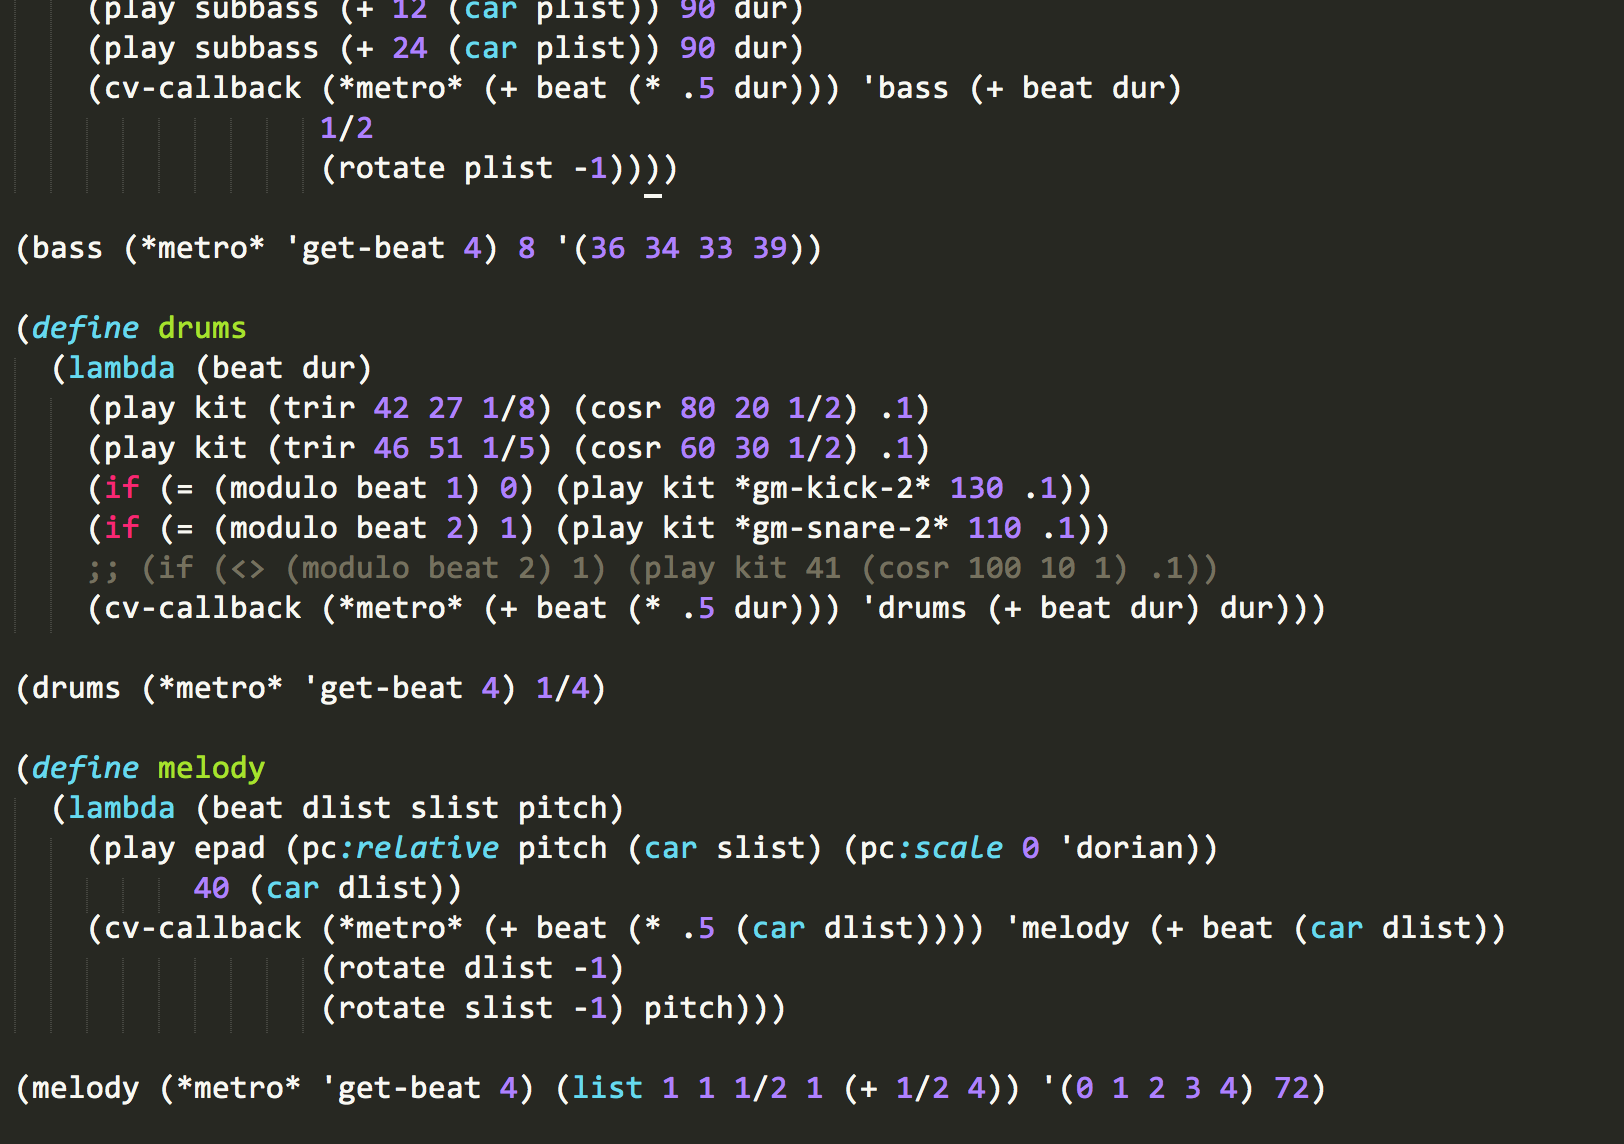 (play subbass (+ 12 (car plist)) 90 dur)
(play subbass (+ 24 (car plist)) 90 dur)
(cv-callback (*metro* (+ beat (* .5 dur))) 'bass (+ beat dur)
1/2
(rotate plist -1))))
(bass (*metro* 'get-beat 4) 8 '(36 34 33 39))
(define drums
(lambda (beat dur)
(play kit (trir 42 27 1/8) (cosr 80 20 1/2) .1)
(play kit (trir 46 51 1/5) (cosr 60 30 1/2) .1)
(if (= (modulo beat 1) 0) (play kit *gm-kick-2* 130 .1))
(if (= (modulo beat 2) 1) (play kit *gm-snare-2* 110 .1))
;; (if (<> (modulo beat 2) 1) (play kit 41 (cosr 100 10 1) .1))
(cv-callback (*metro* (+ beat (* .5 dur))) 'drums (+ beat dur) dur)))
(drums (*metro* 'get-beat 4) 1/4)
(define melody
(lambda (beat dlist slist pitch)
(play epad (pc:relative pitch (car slist) (pc:scale 0 'dorian))
40 (car dlist))
(cv-callback (*metro* (+ beat (* .5 (car dlist)))) 'melody (+ beat (car dlist))
(rotate dlist -1)
(rotate slist -1) pitch)))
(melody (*metro* 'get-beat 4) (list 1 1 1/2 1 (+ 1/2 4)) '(0 1 2 3 4) 72)